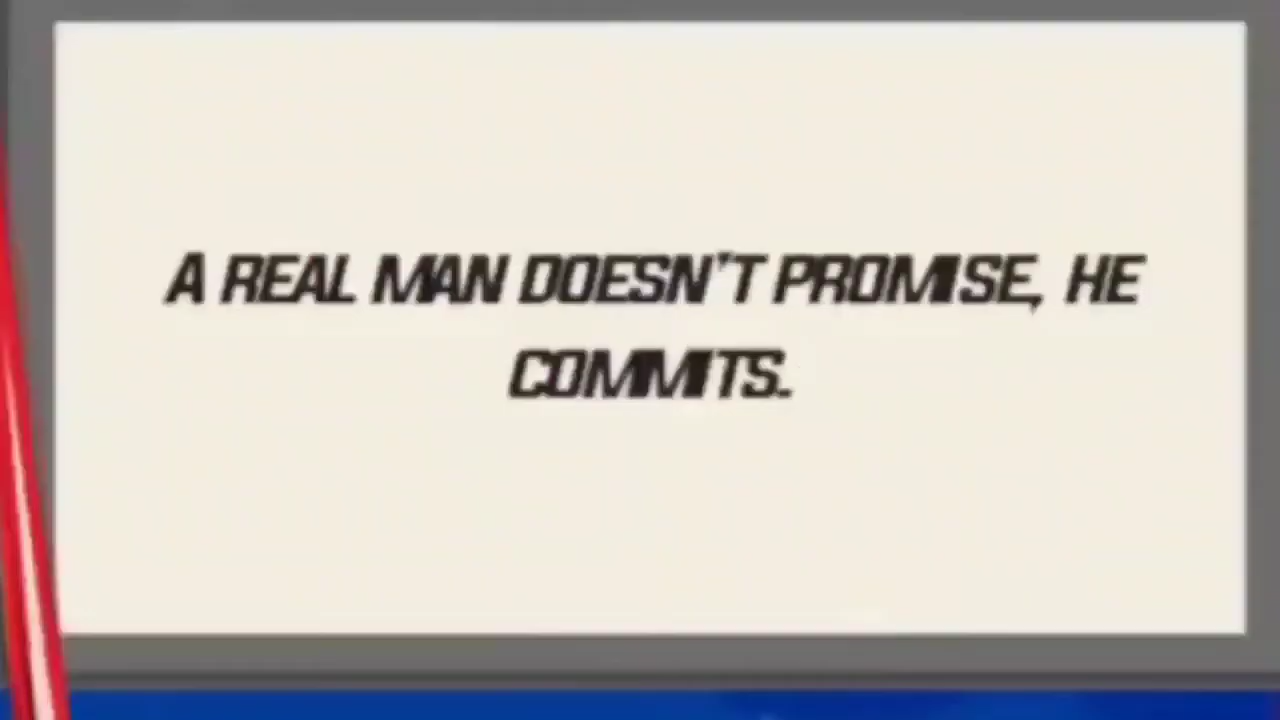 A REAL MAN DOESN'T PROMISE, HE
COMMITS.